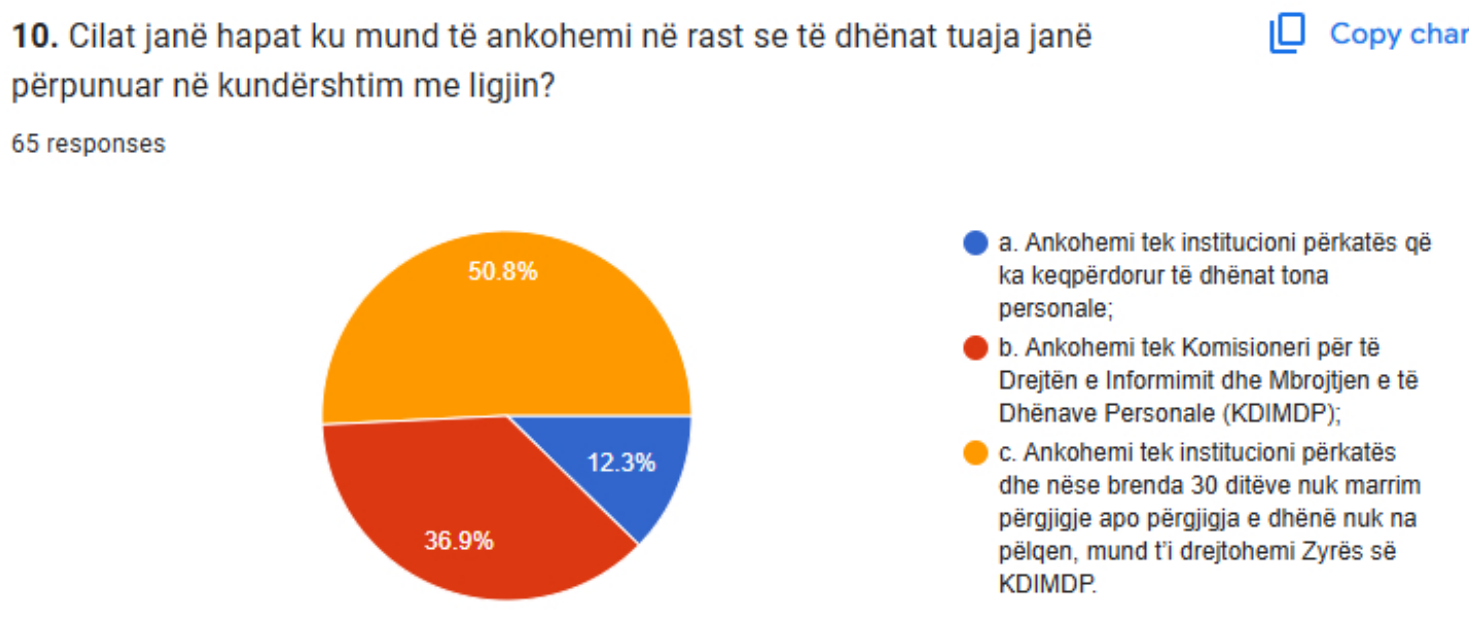 10. Cilat janë hapat ku mund të ankohemi në rast se të dhënat tuaja janë
përpunuar në kundërshtim me ligjin?
Copy char
65 responses
50.8%
12.3%
36.9%
a. Ankohemi tek institucioni përkatës që
ka keqpërdorur të dhënat tona
personale;
b. Ankohemi tek Komisioneri për të
Drejtën e Informimit dhe Mbrojtjen e të
Dhënave Personale (KDIMDP);
c. Ankohemi tek institucioni përkatës
dhe nëse brenda 30 ditëve nuk marrim
përgjigje apo përgjigja e dhënë nuk na
pëlqen, mund t'i drejtohemi Zyrës së
KDIMDP.